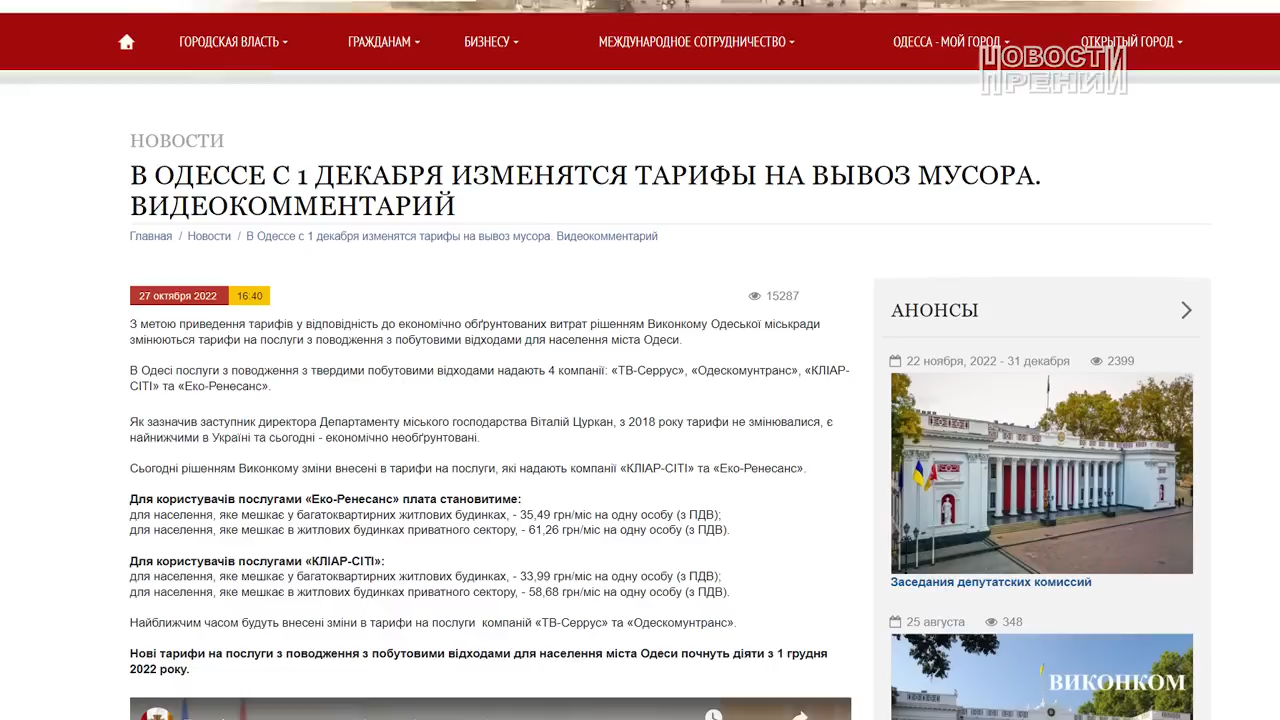 ГОРОДСКАЯ ВЛАСТЬ
ГРАЖДАНАМ
БИЗНЕСУ
МЕЖДУНАРОДНОЕ СОТРУДНИЧЕСТВО
ОДЕССА - МОЙ ГОРОД
ОТКРЫТЫЙ ГОРОД
НОВОСТИ
ПРЕНИЙ
НОВОСТИ
В ОДЕССЕ С 1 ДЕКАБРЯ ИЗМЕНЯТСЯ ТАРИФЫ НА ВЫВОЗ МУСОРА.
ВИДЕОКОММЕНТАРИЙ
Главная / Новости / В Одессе с 1 декабря изменятся тарифы на вывоз мусора. Видеокомментарий
27 октября 2022 16:40
15287
З метою приведення тарифів у відповідність до економічно обґрунтованих витрат рішенням Виконкому Одеської міськради
змінюються тарифи на послуги з поводження з побутовими відходами для населення міста Одеси.
В Одесі послуги з поводження з твердими побутовими відходами надають 4 компанії: «ТВ-Серрус», «Одескомунтранс», «КЛІАР-
СІТІ» та «Еко-Ренесанс».
Як зазначив заступник директора Департаменту міського господарства Віталій Цуркан, з 2018 року тарифи не змінювалися, є
найнижчими в Україні та сьогодні - економічно необґрунтовані.
Сьогодні рішенням Виконкому зміни внесені в тарифи на послуги, які надають компанії «КЛІАР-СІТІ» та «Еко-Ренесанс».
Для користувачів послугами «Еко-Ренесанс» плата становитиме:
для населення, яке мешкає у багатоквартирних житлових будинках, - 35,49 грн/міс на одну особу (з ПДВ);
для населення, яке мешкає в житлових будинках приватного сектору, - 61,26 грн/міс на одну особу (з ПДВ).
Для користувачів послугами «КЛІАР-СІТІ»:
для населення, яке мешкає у багатоквартирних житлових будинках, - 33,99 грн/міс на одну особу (з ПДВ);
для населення, яке мешкає в житлових будинках приватного сектору, - 58,68 грн/міс на одну особу (з ПДВ).
Найближчим часом будуть внесені зміни в тарифи на послуги компаній «ТВ-Серрус» та «Одескомунтранс».
Нові тарифи на послуги з поводження з побутовими відходами для населення міста Одеси почнуть діяти з 1 грудня
2022 року.
АНОНСЫ
22 ноября, 2022 - 31 декабря 2399
Заседания депутатских комиссий
25 августа 348
ВИКОНКОМ